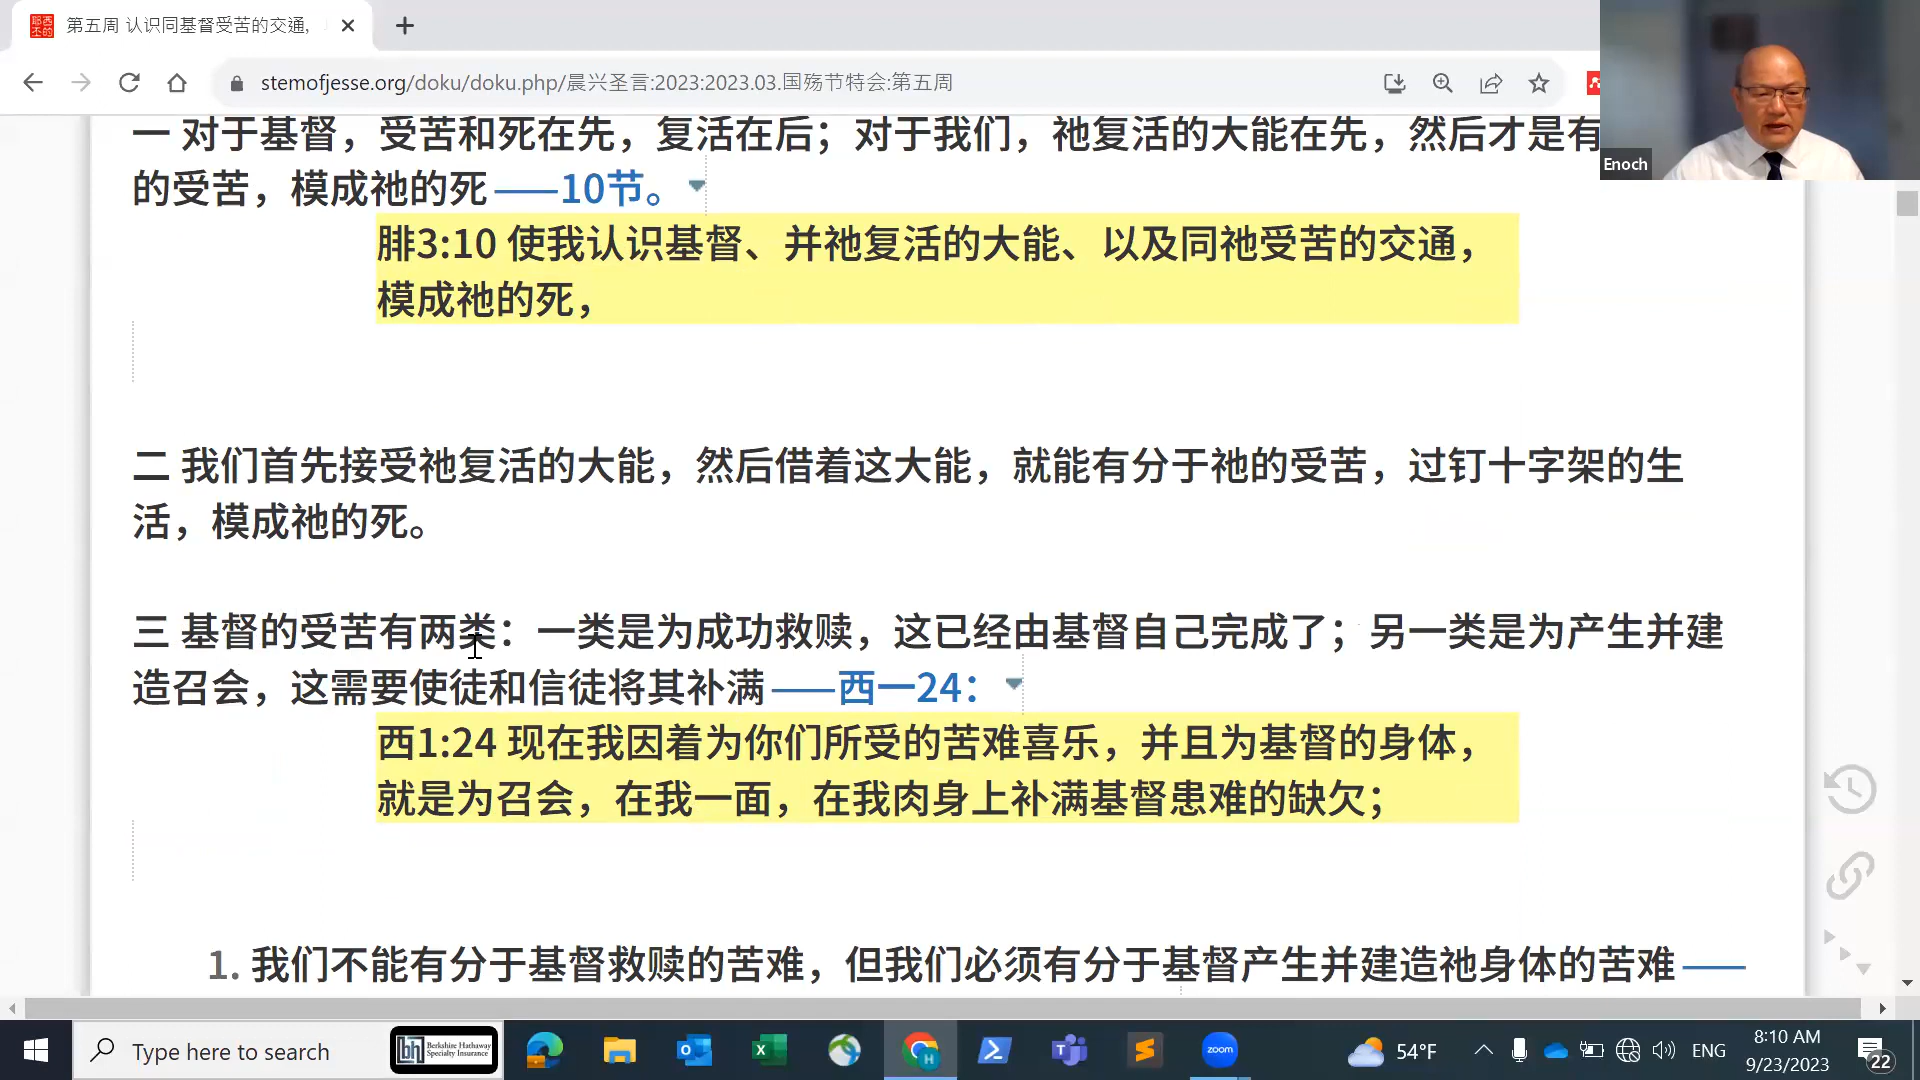 第五周 认识同基督受苦的交通,
stemofjesse.org/doku/doku.php/晨兴圣言:2023:2023.03.国殇节特会:第五周
Enoch
一 对于基督，受苦和死在先，复活在后；对于我们，祂复活的大能在先，然后才是有
的受苦，模成祂的死——10节。
腓3:10 使我认识基督、并祂复活的大能、以及同祂受苦的交通，
模成祂的死，
二 我们首先接受祂复活的大能，然后借着这大能，就能有分于祂的受苦，过钉十字架的生
活，模成祂的死。
三 基督的受苦有两类：一类是为成功救赎，这已经由基督自己完成了；另一类是为产生并建
造召会，这需要使徒和信徒将其补满——西一24：
西1:24 现在我因着为你们所受的苦难喜乐，并且为基督的身体，
就是为召会，在我一面，在我肉身上补满基督患难的缺欠；
1. 我们不能有分于基督救赎的苦难，但我们必须有分于基督产生并建造祂身体的苦难——
Type here to search
bh
Berkshire Hathaway
Specialty Insurance
zoom
54°F
ENG
8:10 AM
9/23/2023
22